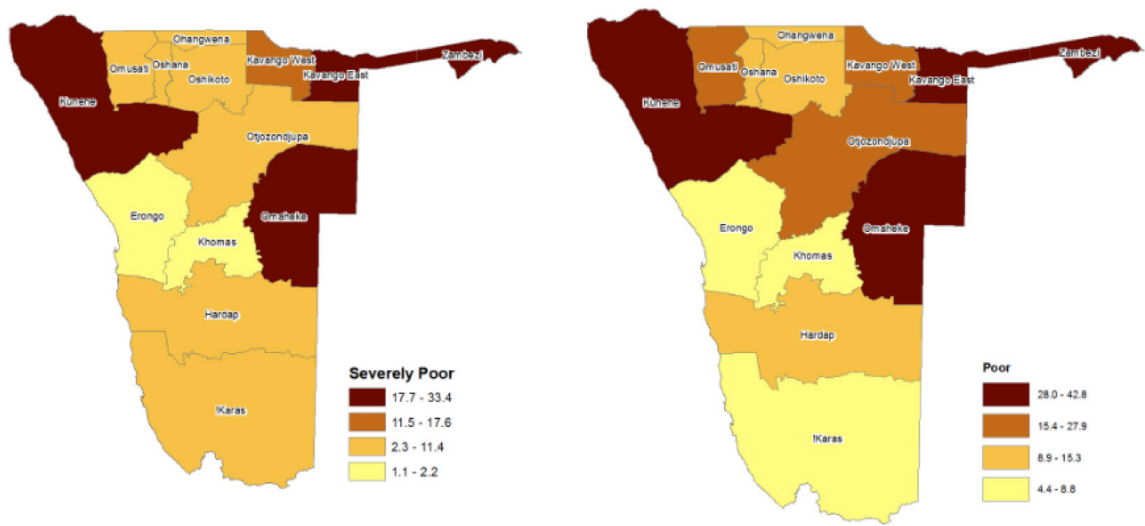 Ohangwena
Omusati
Oshana
Oshikoto
Kavango West
Kavango East
Zambezi
Kunene
Otjozondjupa
Erongo
Omaheke
Khomas
Hardap
!Karas
Severely Poor
17.7 - 33.4
11.5 - 17.6
2.3 - 11.4
1.1 - 2.2
Ohangwena
Omusati
Oshana
Oshikoto
Kavango West
Kavango East
Zambezi
Kunene
Otjozondjupa
Erongo
Omaheke
Khomas
Hardap
!Karas
Poor
28.0 - 42.8
15.4 - 27.9
8.9 - 15.3
4.4 - 8.8